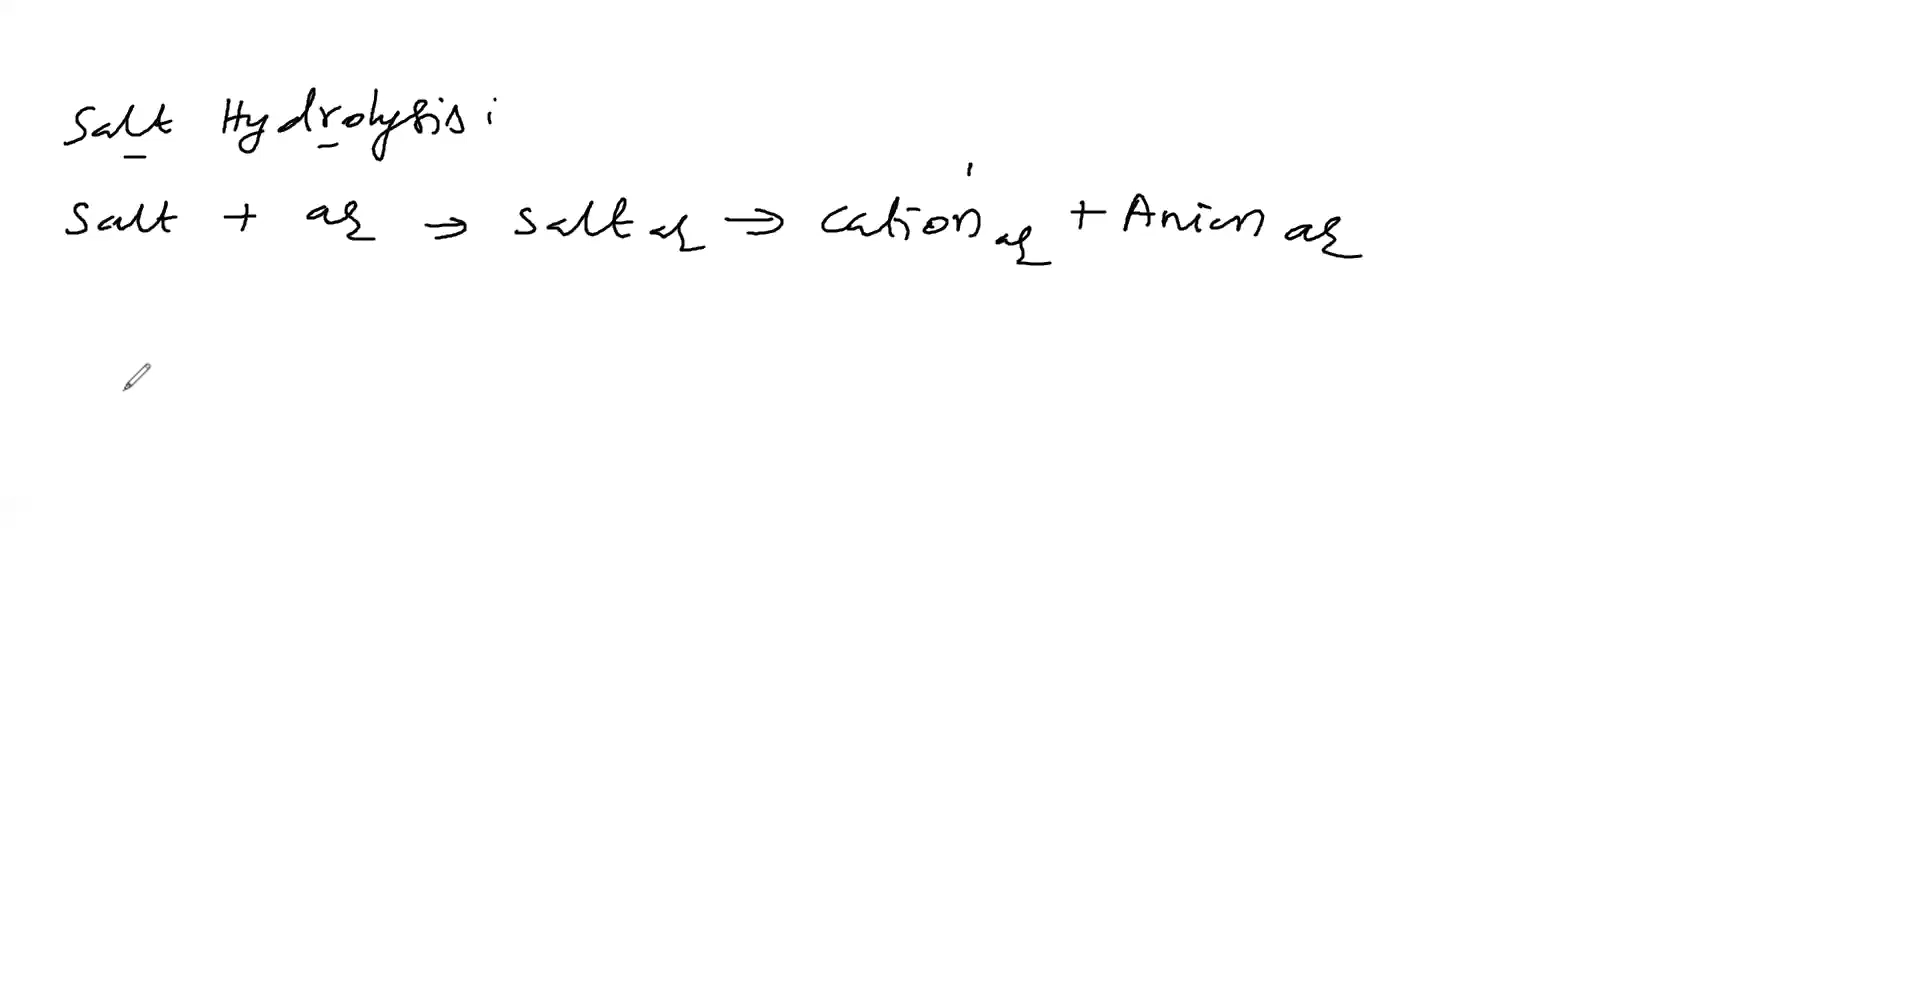 Salt Hydrolysis:
Salt + aq ⇒ Salt aq ⇒ Cation aq + Anion aq